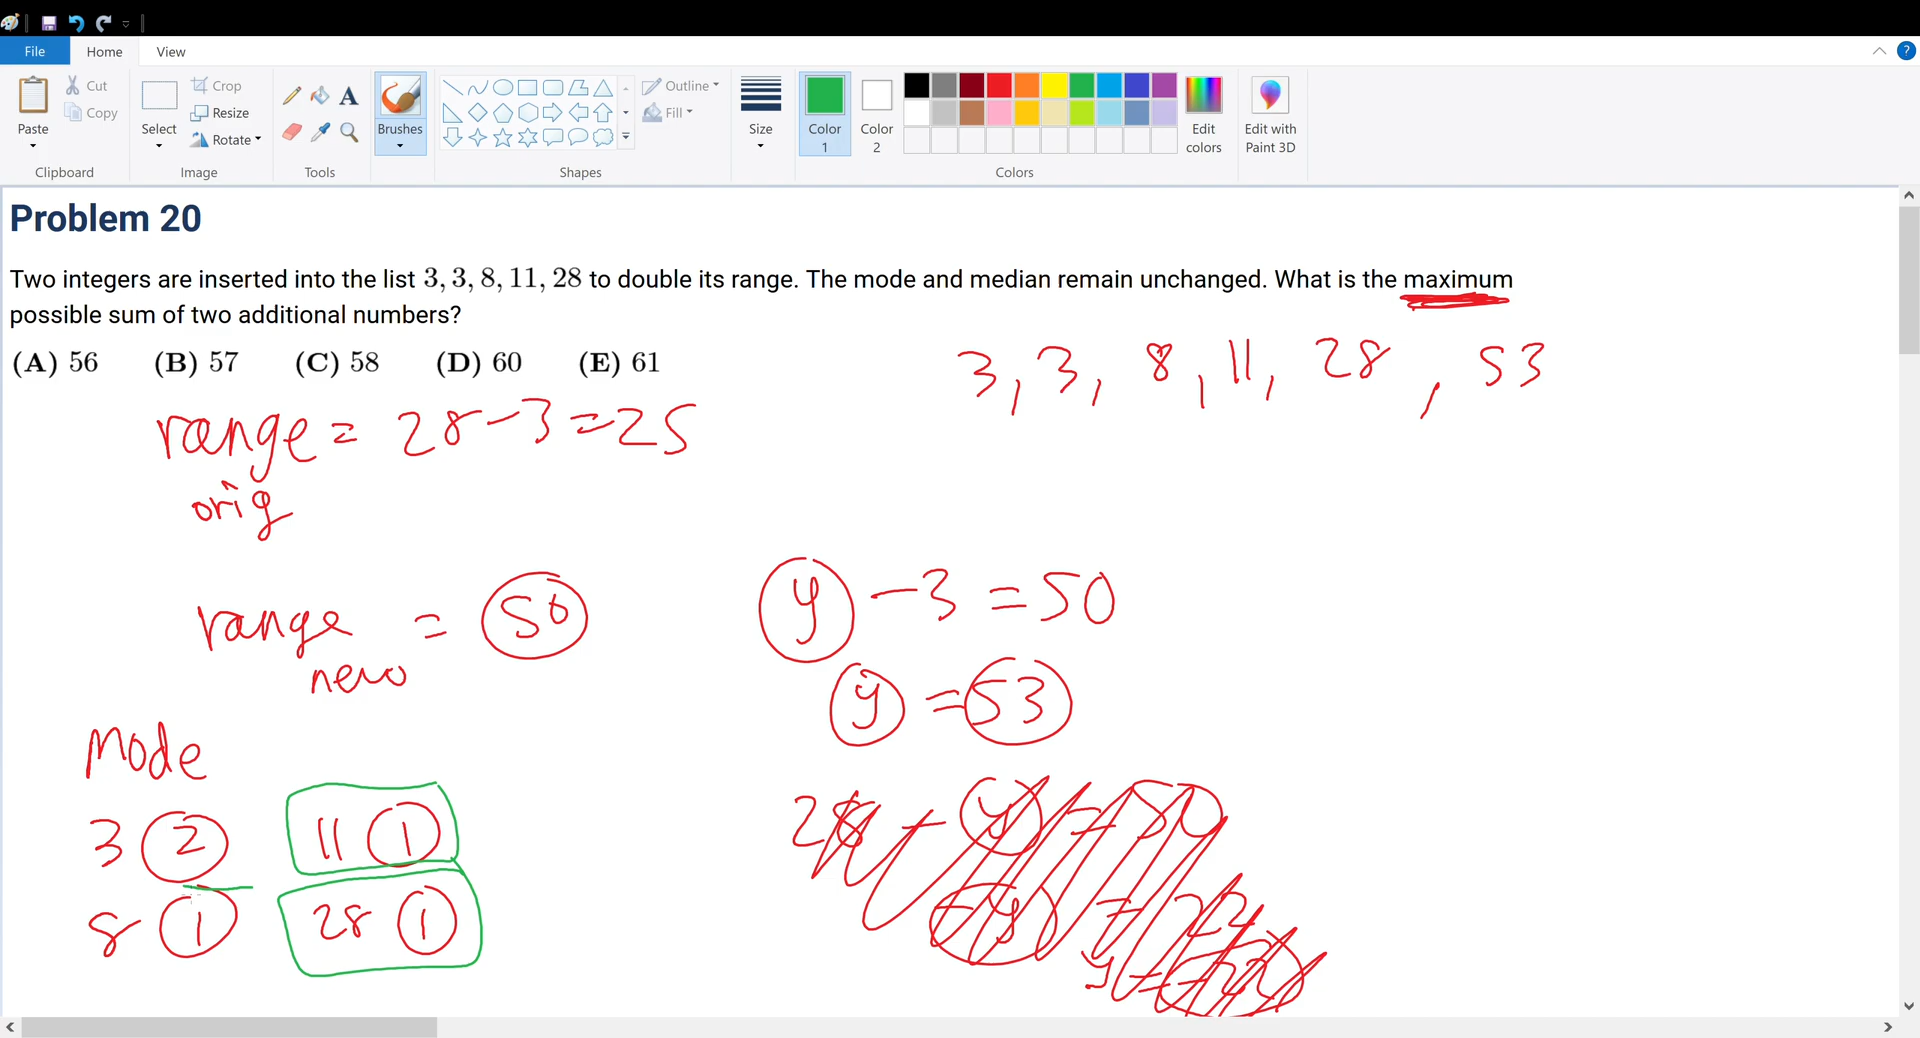 File Home View
Paste
Cut
Copy
Clipboard
Select
Crop
Resize
Rotate
Image
A
Tools
Brushes
Shapes
Outline
Fill
Size
Color 1
Color 2
Edit colors
Edit with Paint 3D
Colors
Problem 20
Two integers are inserted into the list 3, 3, 8, 11, 28 to double its range. The mode and median remain unchanged. What is the maximum
possible sum of two additional numbers?
(A) 56 (B) 57 (C) 58 (D) 60 (E) 61
3, 3, 8, 11, 28, 53
range = 28 - 3 = 25
orig
range = 50
new
y - 3 = 50
y = 53
Mode
3 2 11 1
8 1 28 1
28 - y = 50